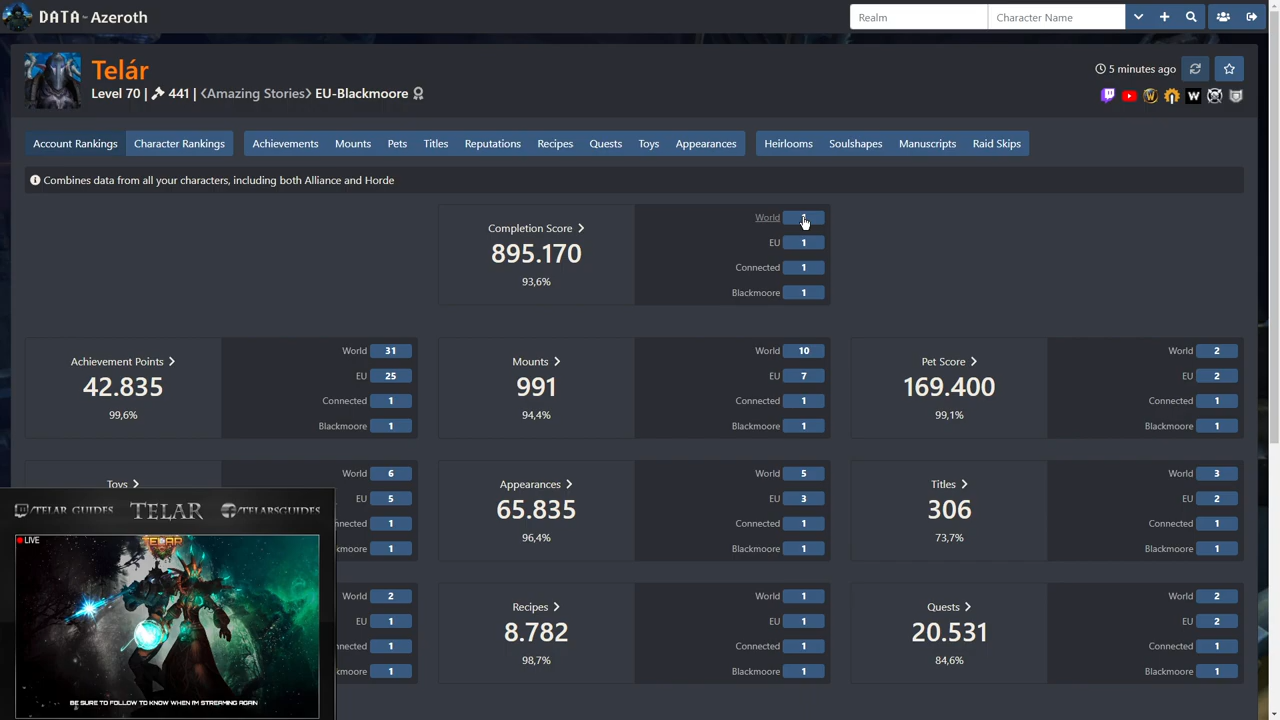 DATA - Azeroth
Realm
Character Name
Telár
Level 70 | 441 | <Amazing Stories> EU-Blackmoore
5 minutes ago
Account Rankings
Character Rankings
Achievements
Mounts
Pets
Titles
Reputations
Recipes
Quests
Toys
Appearances
Heirlooms
Soulshapes
Manuscripts
Raid Skips
Combines data from all your characters, including both Alliance and Horde
Completion Score
895.170
93,6%
World
EU 1
Connected 1
Blackmoore 1
Achievement Points
42.835
99,6%
World 31
EU 25
Connected 1
Blackmoore 1
Mounts
991
94,4%
World 10
EU 7
Connected 1
Blackmoore 1
Pet Score
169.400
99,1%
World 2
EU 2
Connected 1
Blackmoore 1
Toys
World 6
EU 5
nnected 1
kmoore 1
Appearances
65.835
96,4%
World 5
EU 3
Connected 1
Blackmoore 1
Titles
306
73,7%
World 3
EU 2
Connected 1
Blackmoore 1
World 2
EU 1
nnected 1
kmoore 1
Recipes
8.782
98,7%
World 1
EU 1
Connected 1
Blackmoore 1
Quests
20.531
84,6%
World 2
EU 2
Connected 1
Blackmoore 1
/TELAR GUIDES
TELAR
/TELARSGUIDES
LIVE
TELAR
BE SURE TO FOLLOW TO KNOW WHEN I'M STREAMING AGAIN